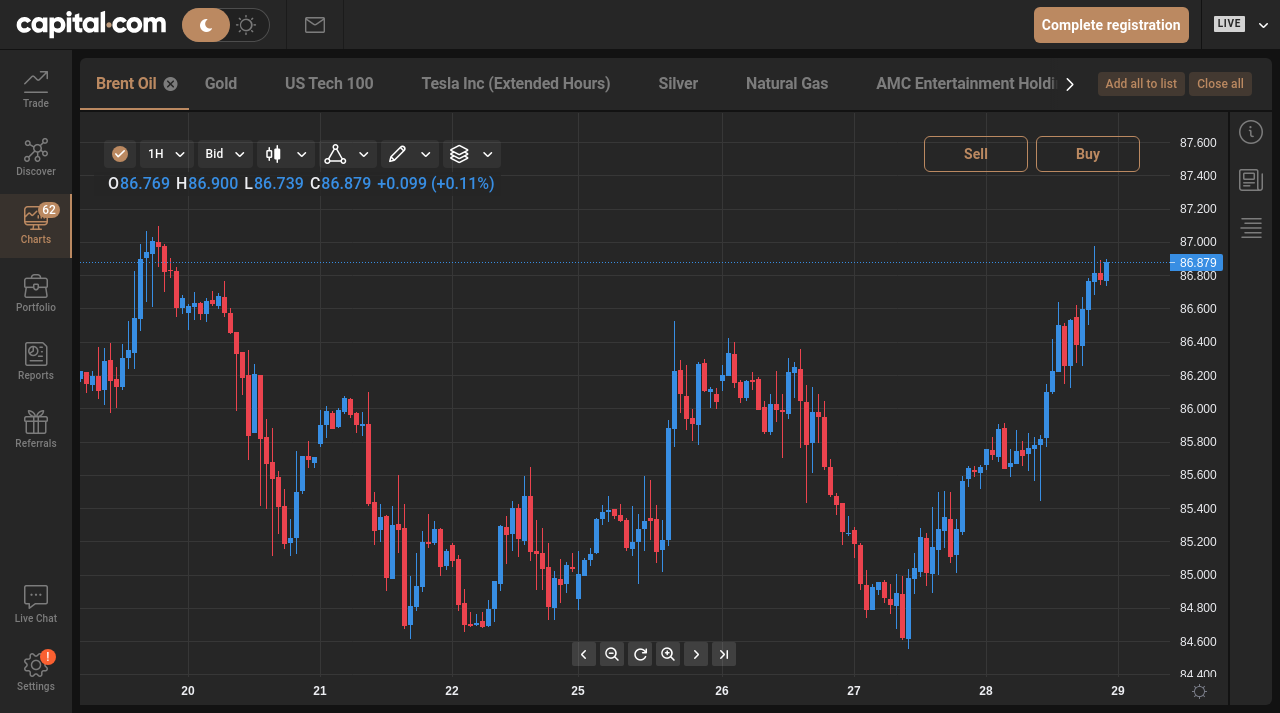 capital.com
Complete registration
LIVE
Trade
Discover
62
Charts
Portfolio
Reports
Referrals
Live Chat
!
Settings
Brent Oil Gold US Tech 100 Tesla Inc (Extended Hours) Silver Natural Gas AMC Entertainment Holdi
Add all to list Close all
1H Bid
Sell Buy
O86.769 H86.900 L86.739 C86.879 +0.099 (+0.11%)
87.600
87.400
87.200
87.000
86.879
86.800
86.600
86.400
86.200
86.000
85.800
85.600
85.400
85.200
85.000
84.800
84.600
84.400
20 21 22 25 26 27 28 29